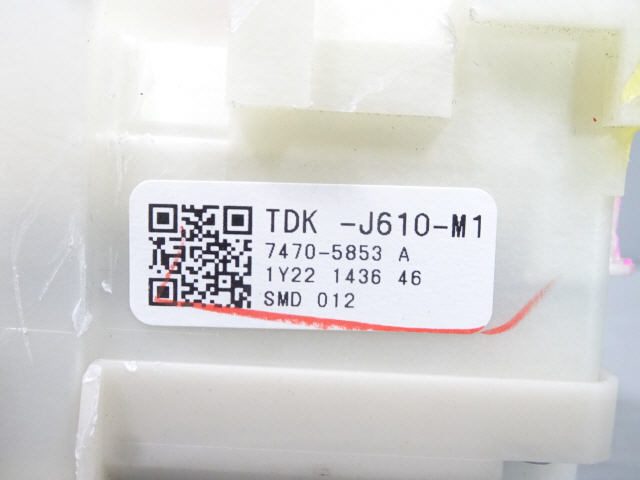 TDK -J610-M1
7470-5853 A
1Y22 1436 46
SMD 012